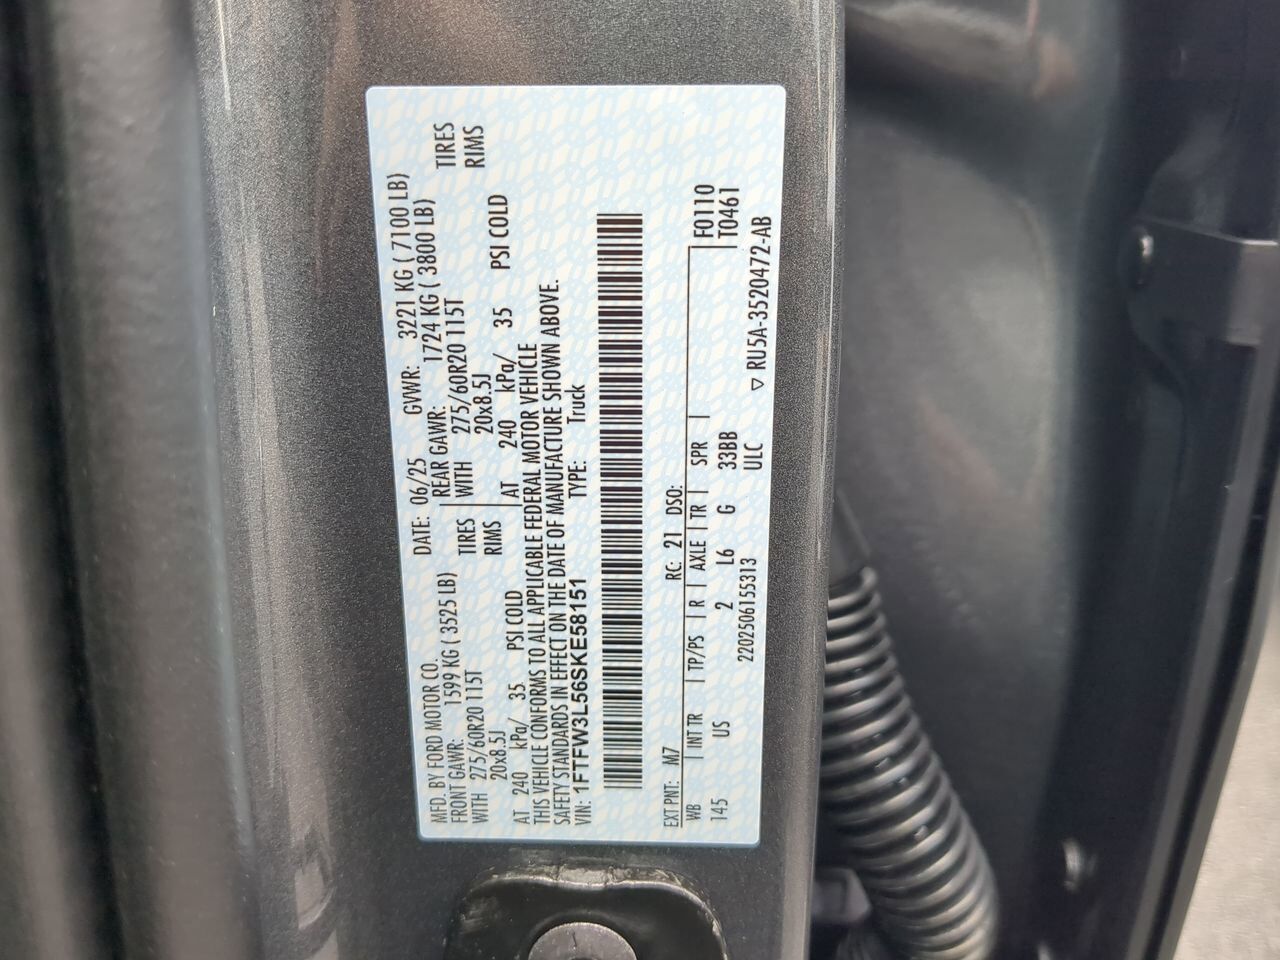 MFD. BY FORD MOTOR CO. DATE: 06/25 GVWR: 3221 KG ( 7100 LB)
FRONT GAWR: 1599 KG ( 3525 LB) REAR GAWR: 1724 KG ( 3800 LB)
WITH 275/60R20 115T TIRES WITH 275/60R20 115T TIRES
20x8.5J RIMS 20x8.5J RIMS
AT 240 kPa/ 35 PSI COLD AT 240 kPa/ 35 PSI COLD
THIS VEHICLE CONFORMS TO ALL APPLICABLE FEDERAL MOTOR VEHICLE
SAFETY STANDARDS IN EFFECT ON THE DATE OF MANUFACTURE SHOWN ABOVE.
VIN: 1FTFW3L56SKE58151 TYPE: Truck
EXT PNT: M7 RC: 21 DSO:
WB | INT TR | TP/PS | R | AXLE | TR | SPR | F0110
145 US 2 L6 G 33BB T0461
ULC
2202506155313 ▽ RU5A-3520472-AB